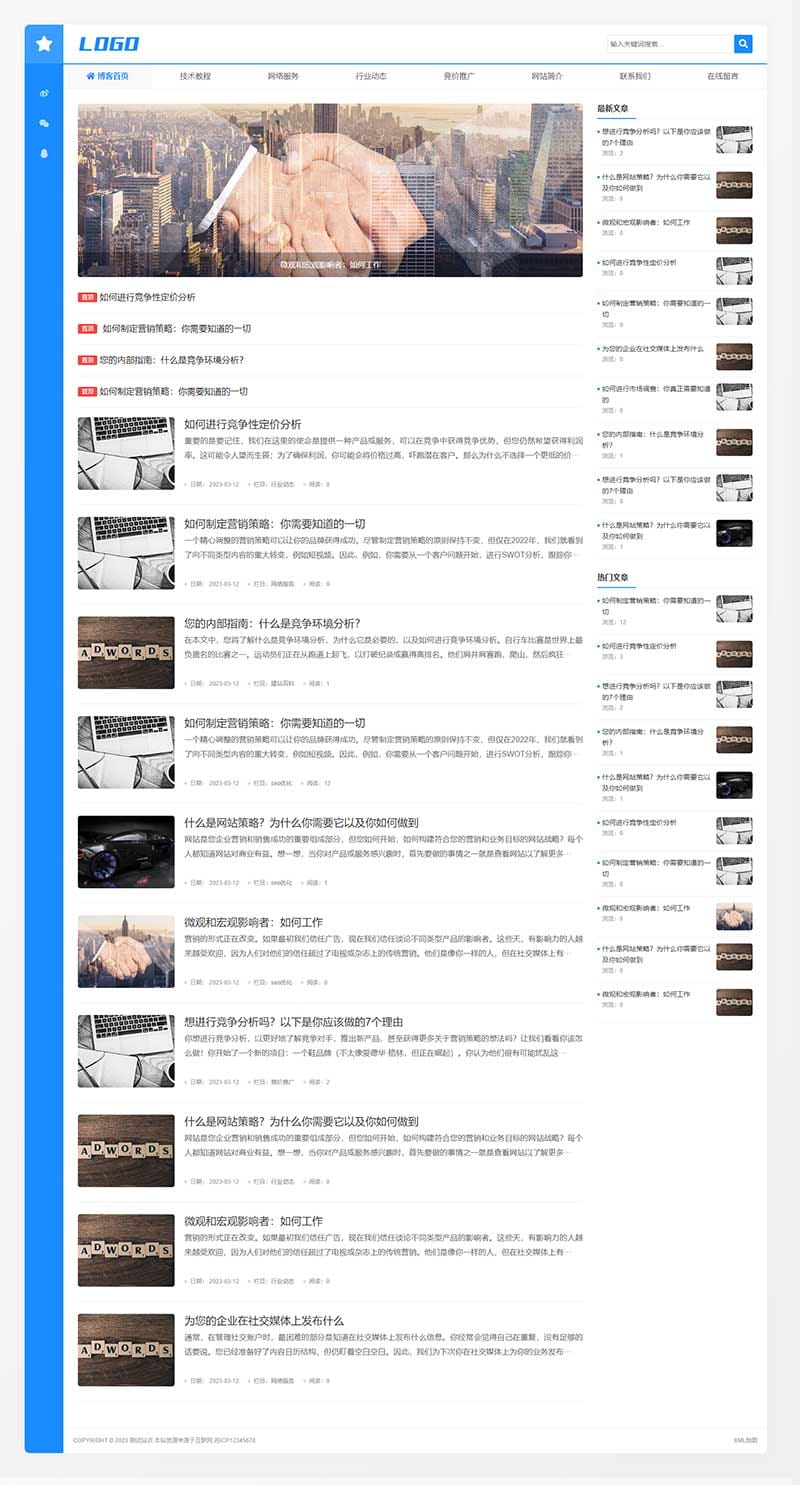 LOGO
输入关键词搜索...
博客首页 技术教程 网络服务 行业动态 竞价推广 网站简介 联系我们 在线留言
微观和宏观影响者：如何工作
置顶 如何进行竞争性定价分析
置顶 如何制定营销策略：你需要知道的一切
置顶 您的内部指南：什么是竞争环境分析？
置顶 如何制定营销策略：你需要知道的一切
如何进行竞争性定价分析
重要的是要记住，我们在这里的使命是提供一种产品或服务，可以在竞争中获得竞争优势，但您仍然希望获得利润
率。这可能令人望而生畏：为了确保利润，你可能会将价格过高，吓跑潜在客户。那么为什么不选择一个更低的价…
日期： 2023-03-12 栏目：行业动态 阅读：0
如何制定营销策略：你需要知道的一切
一个精心调整的营销策略可以让你的品牌获得成功。尽管制定营销策略的原则保持不变，但仅在2022年，我们就看到
了向不同类型内容的重大转变，例如短视频。因此，例如，你需要从一个客户问题开始，进行SWOT分析，跟踪你…
日期： 2023-03-12 栏目：网络服务 阅读：0
ADWORDS
您的内部指南：什么是竞争环境分析？
在本文中，您将了解什么是竞争环境分析，为什么它是必要的，以及如何进行竞争环境分析。自行车比赛是世界上最
负盛名的比赛之一。运动员们正在从跑道上起飞，以打破纪录或赢得高排名。他们肩并肩赛跑，爬山，然后疯狂…
日期： 2023-03-12 栏目：建站百科 阅读：1
如何制定营销策略：你需要知道的一切
一个精心调整的营销策略可以让你的品牌获得成功。尽管制定营销策略的原则保持不变，但仅在2022年，我们就看到
了向不同类型内容的重大转变，例如短视频。因此，例如，你需要从一个客户问题开始，进行SWOT分析，跟踪你…
日期： 2023-03-12 栏目：seo优化 阅读：12
什么是网站策略？为什么你需要它以及你如何做到
网站是您企业营销和销售成功的重要组成部分，但您如何开始，如何构建符合您的营销和业务目标的网站战略？每个
人都知道网站对商业有益。想一想，当你对产品或服务感兴趣时，首先要做的事情之一就是查看网站以了解更多…
日期： 2023-03-12 栏目：seo优化 阅读：1
微观和宏观影响者：如何工作
营销的形式正在改变。如果最初我们信任广告，现在我们信任谈论不同类型产品的影响者。这些天，有影响力的人越
来越受欢迎，因为人们对他们的信任超过了电视或杂志上的传统营销。他们是像你一样的人，但在社交媒体上有…
日期： 2023-03-12 栏目：seo优化 阅读：0
想进行竞争分析吗？以下是你应该做的7个理由
你想进行竞争分析，以更好地了解竞争对手，推出新产品，甚至获得更多关于营销策略的想法吗？让我们看看你该怎
么做！你开始了一个新的项目：一个鞋品牌（不太像爱德华·格林，但正在崛起）。你认为他们很有可能扰乱这…
日期： 2023-03-12 栏目：竞价推广 阅读：2
ADWORDS
什么是网站策略？为什么你需要它以及你如何做到
网站是您企业营销和销售成功的重要组成部分，但您如何开始，如何构建符合您的营销和业务目标的网站战略？每个
人都知道网站对商业有益。想一想，当你对产品或服务感兴趣时，首先要做的事情之一就是查看网站以了解更多…
日期： 2023-03-12 栏目：行业动态 阅读：0
ADWORDS
微观和宏观影响者：如何工作
营销的形式正在改变。如果最初我们信任广告，现在我们信任谈论不同类型产品的影响者。这些天，有影响力的人越
来越受欢迎，因为人们对他们的信任超过了电视或杂志上的传统营销。他们是像你一样的人，但在社交媒体上有…
日期： 2023-03-12 栏目：行业动态 阅读：0
ADWORDS
为您的企业在社交媒体上发布什么
通常，在管理社交账户时，最困难的部分是知道在社交媒体上发布什么信息。你经常会觉得自己在重复，没有足够的
话要说。您已经准备好了内容日历结构，但仍盯着空白空白。因此，我们为下次你在社交媒体上为你的业务发布…
日期： 2023-03-12 栏目：网络服务 阅读：0
最新文章
想进行竞争分析吗？以下是你应该做
的7个理由
浏览：2
什么是网站策略？为什么你需要它以
及你如何做到
浏览：0
微观和宏观影响者：如何工作
浏览：0
如何进行竞争性定价分析
浏览：0
如何制定营销策略：你需要知道的一
切
浏览：0
为您的企业在社交媒体上发布什么
浏览：0
如何进行市场调查：你真正需要知道
的
浏览：0
您的内部指南：什么是竞争环境分
析？
浏览：1
想进行竞争分析吗？以下是你应该做
的7个理由
浏览：0
什么是网站策略？为什么你需要它以
及你如何做到
浏览：1
热门文章
如何制定营销策略：你需要知道的一
切
浏览：12
如何进行竞争性定价分析
浏览：3
想进行竞争分析吗？以下是你应该做
的7个理由
浏览：2
您的内部指南：什么是竞争环境分
析？
浏览：1
什么是网站策略？为什么你需要它以
及你如何做到
浏览：1
如何进行竞争性定价分析
浏览：0
如何制定营销策略：你需要知道的一
切
浏览：0
微观和宏观影响者：如何工作
浏览：0
什么是网站策略？为什么你需要它以
及你如何做到
浏览：0
微观和宏观影响者：如何工作
浏览：0
COPYRIGHT © 2023 测试站点 本站资源来源于互联网 苏ICP12345678
XML地图